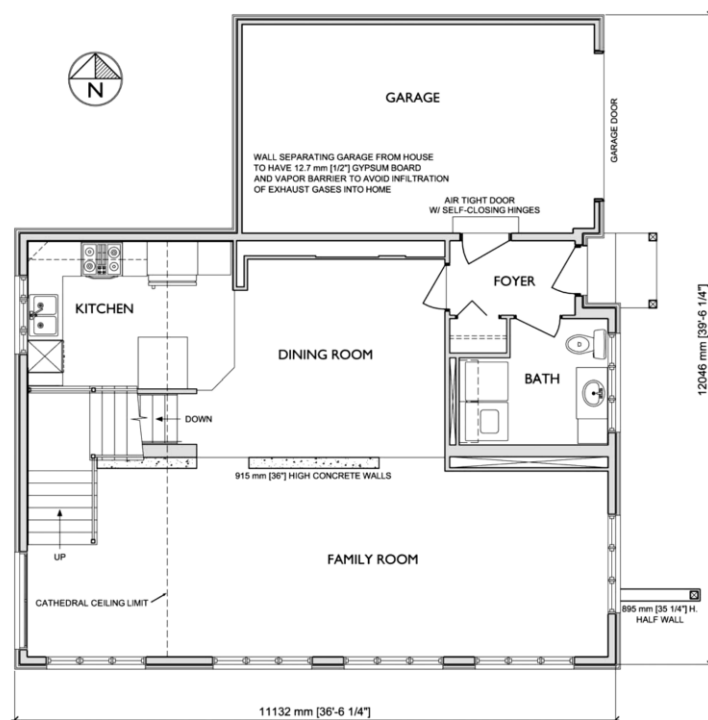 N
GARAGE
GARAGE DOOR
WALL SEPARATING GARAGE FROM HOUSE
TO HAVE 12.7 mm [1/2"] GYPSUM BOARD
AND VAPOR BARRIER TO AVOID INFILTRATION
OF EXHAUST GASES INTO HOME
AIR TIGHT DOOR
W/ SELF-CLOSING HINGES
FOYER
KITCHEN
DINING ROOM
BATH
12046 mm [39'-6 1/4"]
DOWN
915 mm [36"] HIGH CONCRETE WALLS
UP
FAMILY ROOM
CATHEDRAL CEILING LIMIT
895 mm [35 1/4"] H.
HALF WALL
11132 mm [36'-6 1/4"]